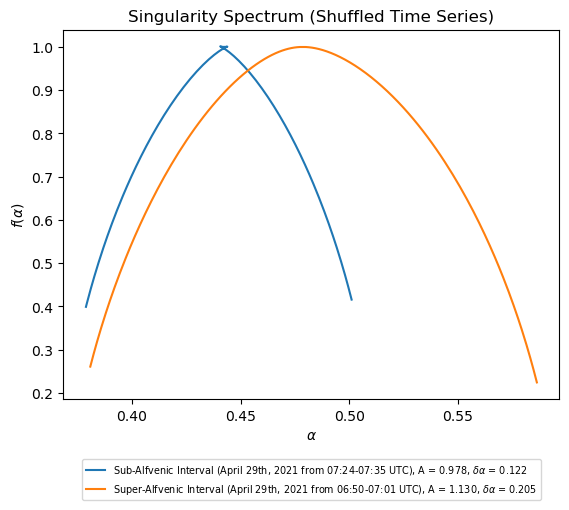 Singularity Spectrum (Shuffled Time Series)
1.0
0.9
0.8
0.7
0.6
0.5
0.4
0.3
0.2
f(α)
0.40 0.45 0.50 0.55
α
Sub-Alfvenic Interval (April 29th, 2021 from 07:24-07:35 UTC), A = 0.978, δα = 0.122
Super-Alfvenic Interval (April 29th, 2021 from 06:50-07:01 UTC), A = 1.130, δα = 0.205